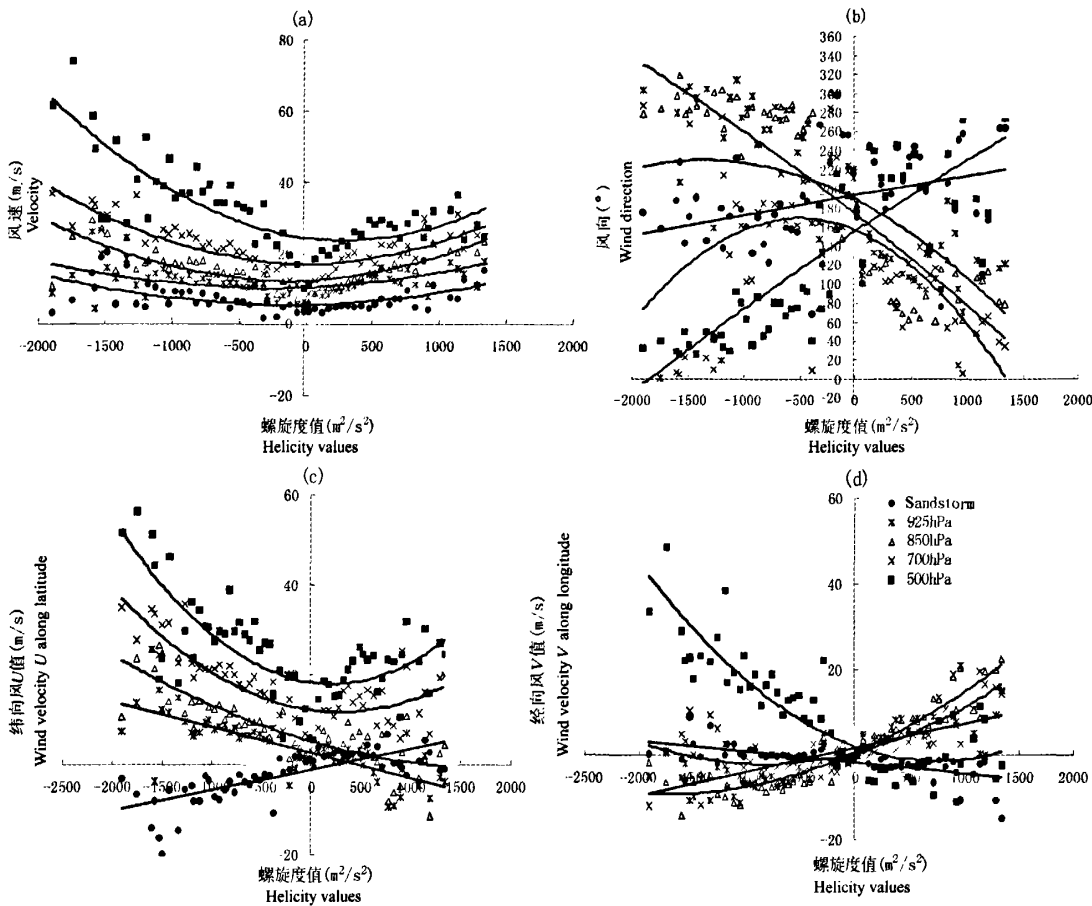 (a)
80
60
40
20
0
-20
-2000
-1500
-1000
-500
0
500
1000
1500
2000
风速(m/s)
Velocity
螺旋度值(m²/s²)
Helicity values
(b)
360
340
320
300
280
260
240
220
200
180
160
140
120
100
80
60
40
20
0
-20
-2000
-1500
-1000
-500
0
500
1000
1500
2000
风向(°)
Wind direction
螺旋度值(m²/s²)
Helicity values
(c)
60
40
20
-20
-2500
-2000
-1500
-1000
-500
0
500
1000
1500
2000
纬向风U值(m/s)
Wind velocity U along latitude
螺旋度值(m²/s²)
Helicity values
(d)
60
40
20
-20
-2500
-2000
-1500
-1000
-500
0
500
1000
1500
2000
经向风V值(m/s)
Wind velocity V along longitude
Sandstorm
925hPa
850hPa
700hPa
500hPa
螺旋度值(m²/s²)
Helicity values